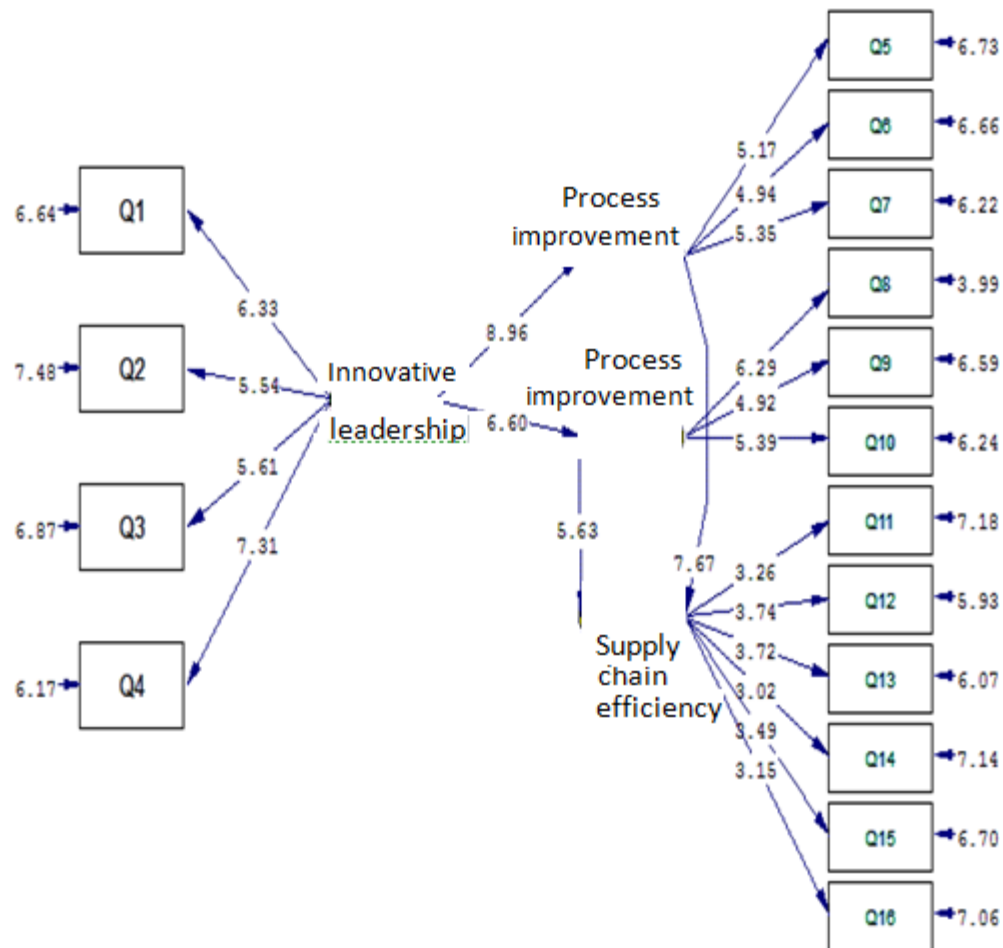 Q1
6.64
Q2
7.48
Q3
6.87
Q4
6.17
6.33
5.54
5.61
7.31
Innovative
leadership
8.96
6.60
Process
improvement
Process
improvement
5.63
7.67
Supply
chain
efficiency
5.17
4.94
5.35
6.29
4.92
5.39
3.26
3.74
3.72
3.02
3.49
3.15
Q5
6.73
Q6
6.66
Q7
6.22
Q8
3.99
Q9
6.59
Q10
6.24
Q11
7.18
Q12
5.93
Q13
6.07
Q14
7.14
Q15
6.70
Q16
7.06